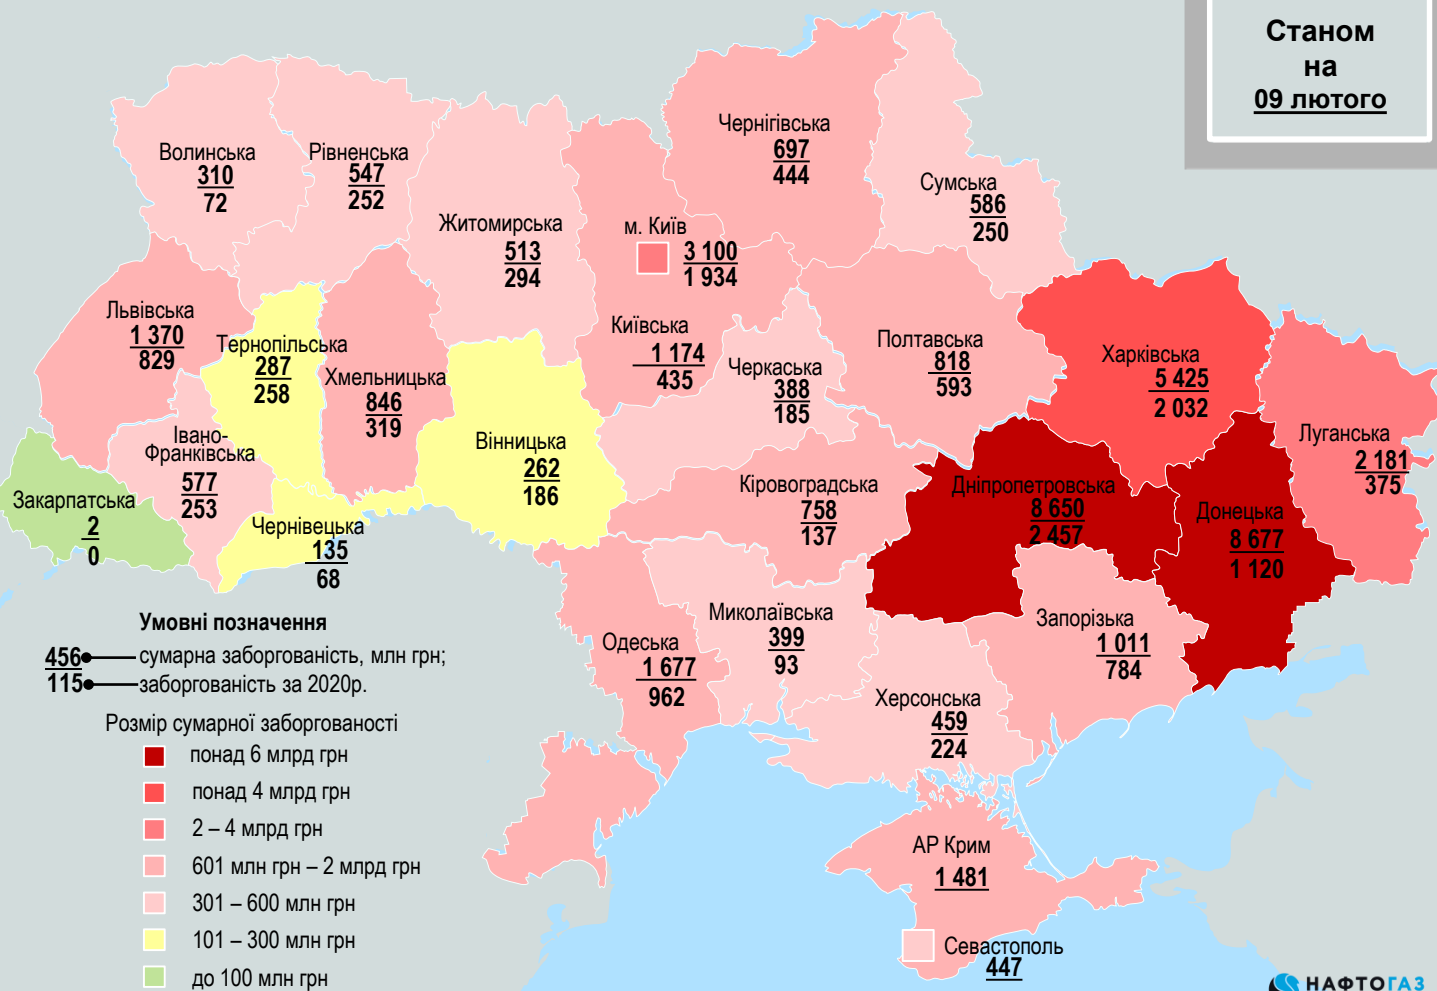 Станом
на
09 лютого
Волинська
310
72
Рівненська
547
252
Житомирська
513
294
м. Київ
3 100
1 934
Чернігівська
697
444
Сумська
586
250
Львівська
1 370
829
Тернопільська
287
258
Хмельницька
846
319
Київська
1 174
435
Черкаська
388
185
Полтавська
818
593
Харківська
5 425
2 032
Луганська
2 181
375
Івано-
Франківська
577
253
Вінницька
262
186
Закарпатська
2
0
Чернівецька
135
68
Кіровоградська
758
137
Дніпропетровська
8 650
2 457
Донецька
8 677
1 120
Одеська
1 677
962
Миколаївська
399
93
Запорізька
1 011
784
Херсонська
459
224
АР Крим
1 481
Севастополь
447
Умовні позначення
456 сумарна заборгованість, млн грн;
115 заборгованість за 2020р.
Розмір сумарної заборгованості
понад 6 млрд грн
понад 4 млрд грн
2 – 4 млрд грн
601 млн грн – 2 млрд грн
301 – 600 млн грн
101 – 300 млн грн
до 100 млн грн
НАФТОГАЗ